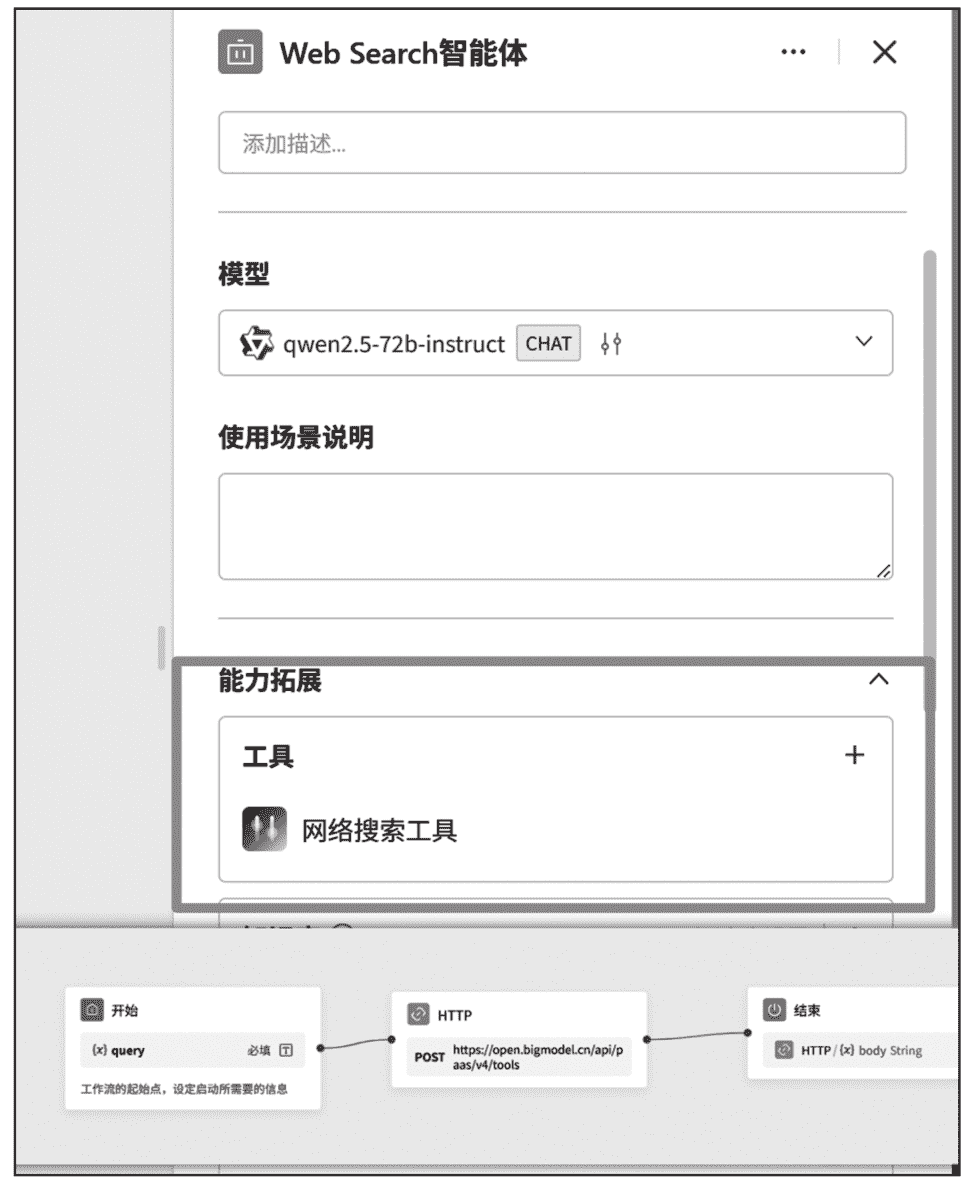 Web Search智能体
添加描述...
模型
qwen2.5-72b-instruct CHAT
使用场景说明
能力拓展
工具
网络搜索工具
开始
{x} query 必填
工作流的起始点，设定启动所需要的信息
HTTP
POST https://open.bigmodel.cn/api/p
aas/v4/tools
结束
HTTP / {x} body String